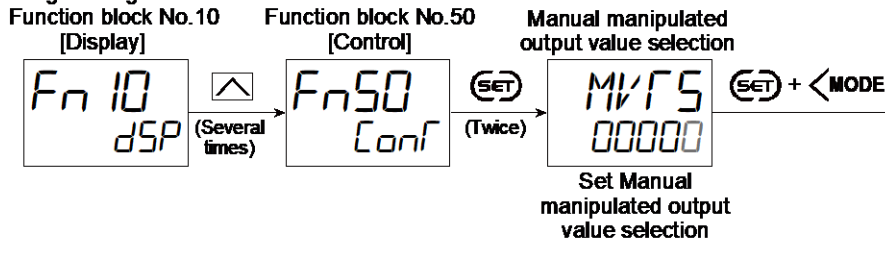 Function block No.10
[Display]
Fn 10
dSP
(Several
times)
Function block No.50
[Control]
Fn50
ConT
SET
(Twice)
Manual manipulated
output value selection
MVTS
00000
Set Manual
manipulated output
value selection
SET + <MODE